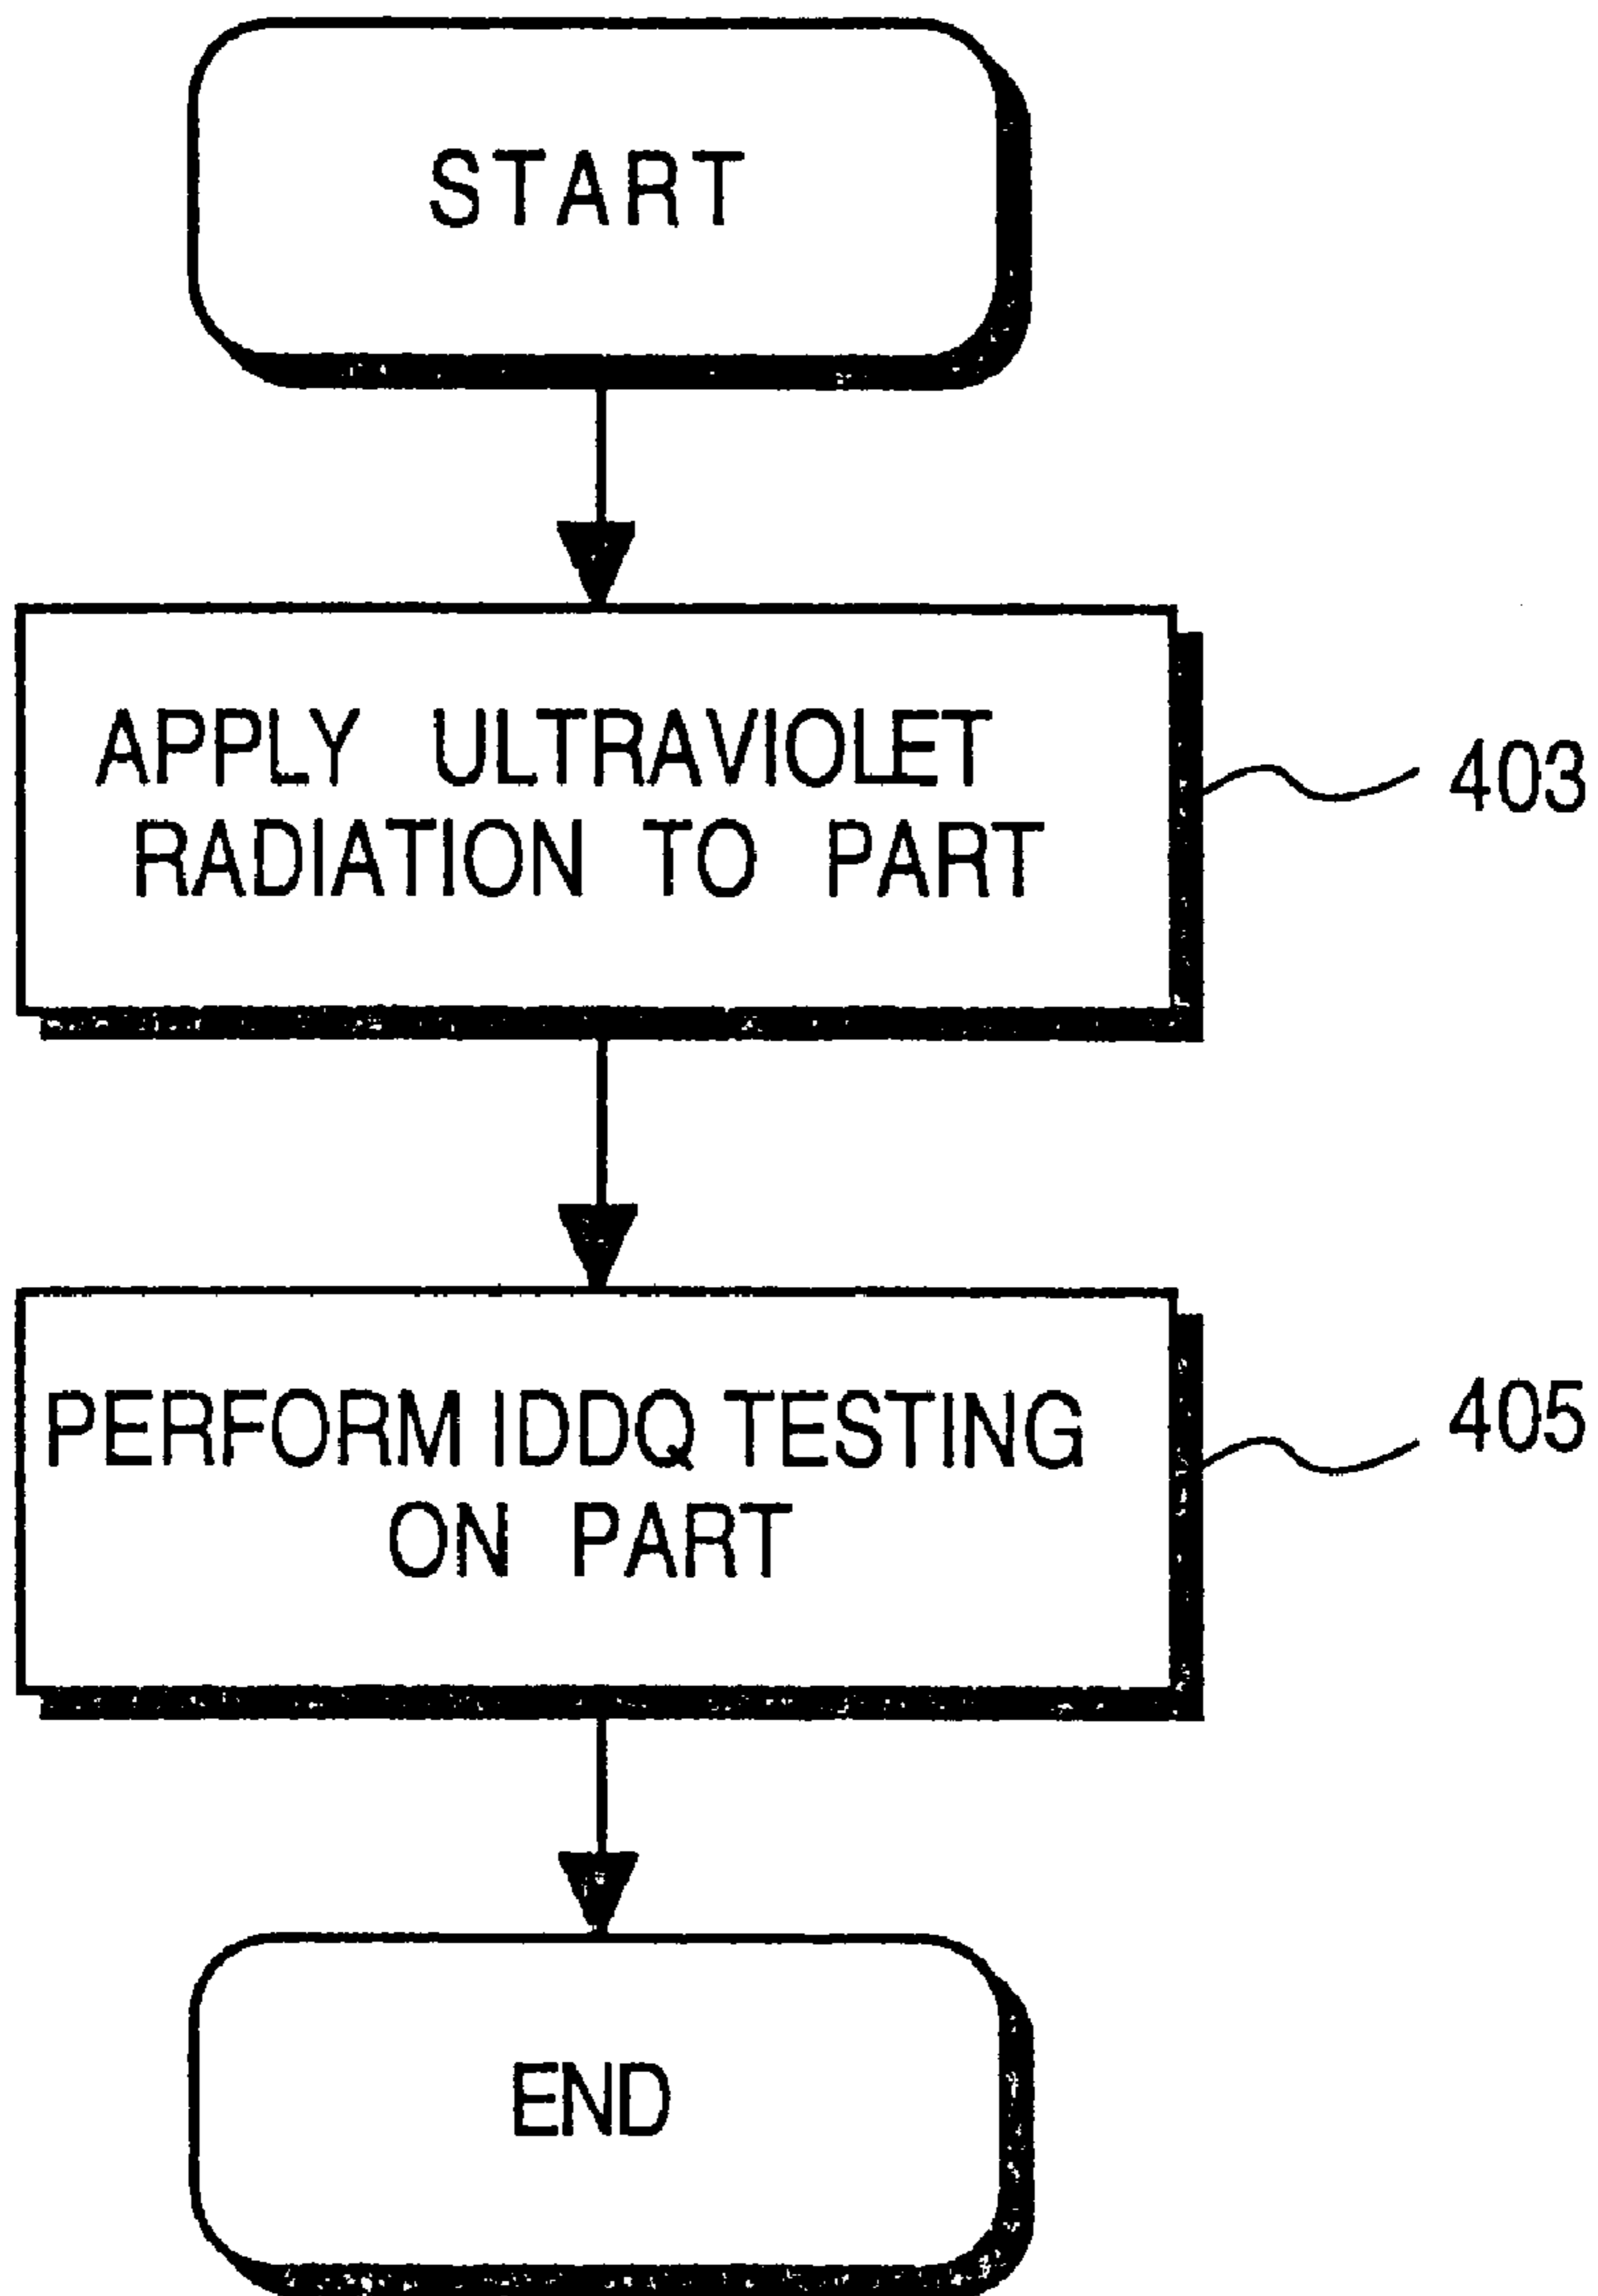 START
APPLY ULTRAVIOLET
RADIATION TO PART
403
PERFORM IDDQ TESTING
ON PART
405
END